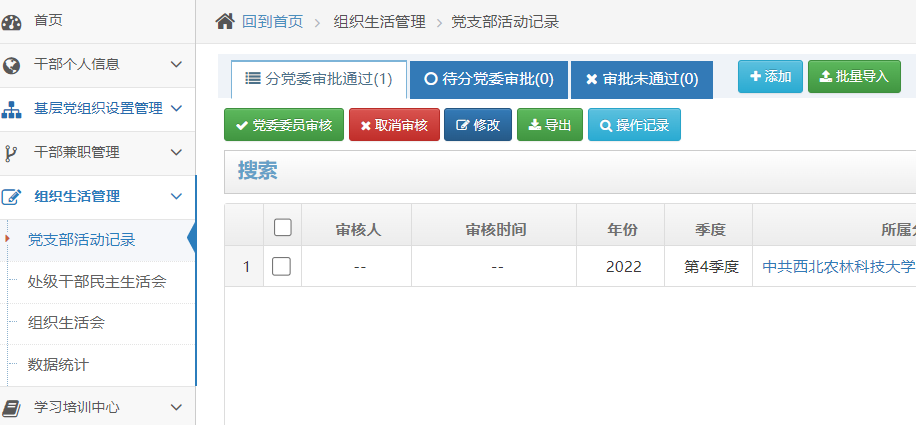 首页
干部个人信息
基层党组织设置管理
干部兼职管理
组织生活管理
党支部活动记录
处级干部民主生活会
组织生活会
数据统计
学习培训中心
回到首页 > 组织生活管理 > 党支部活动记录
分党委审批通过(1) 待分党委审批(0) 审批未通过(0) 添加 批量导入
党委委员审核 取消审核 修改 导出 操作记录
搜索
审核人 审核时间 年份 季度 所属
1 -- -- 2022 第4季度 中共西北农林科技大学